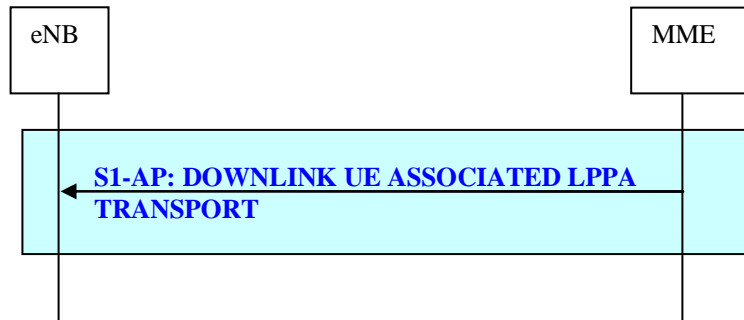 eNB
MME
S1-AP: DOWNLINK UE ASSOCIATED LPPA
TRANSPORT